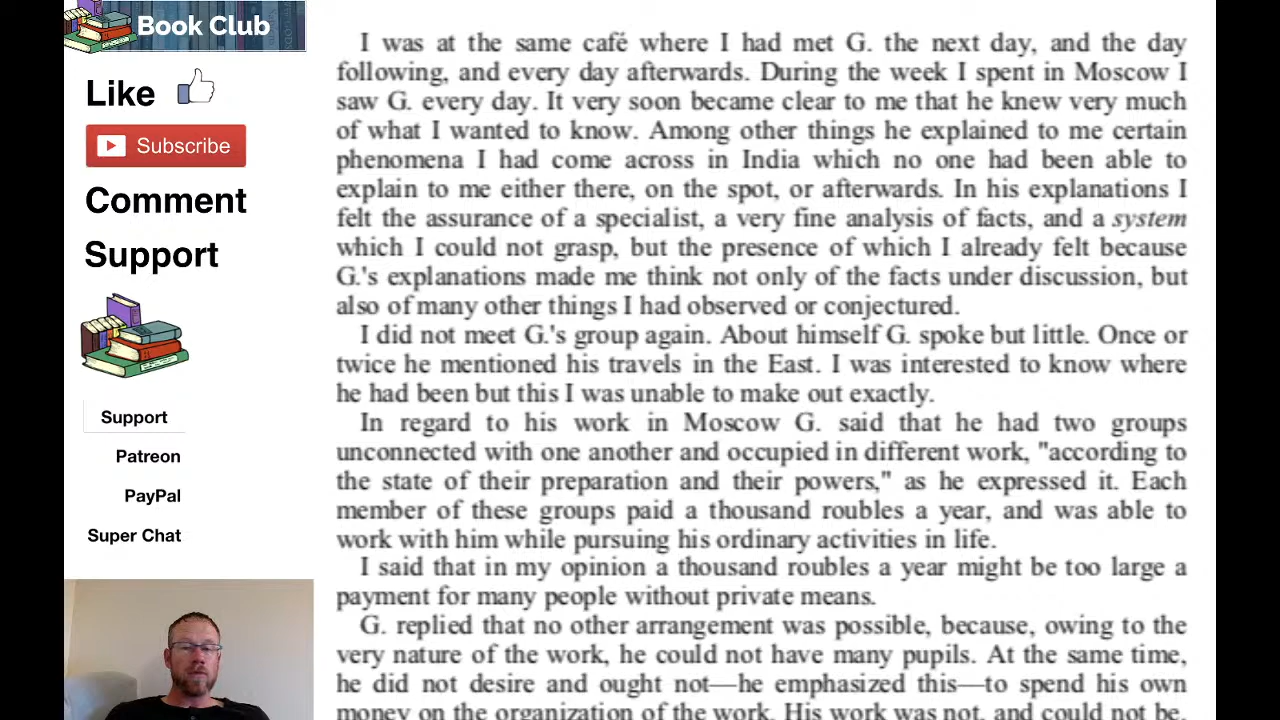 Book Club
Like
Subscribe
Comment
Support
Support
Patreon
PayPal
Super Chat
I was at the same café where I had met G. the next day, and the day
following, and every day afterwards. During the week I spent in Moscow I
saw G. every day. It very soon became clear to me that he knew very much
of what I wanted to know. Among other things he explained to me certain
phenomena I had come across in India which no one had been able to
explain to me either there, on the spot, or afterwards. In his explanations I
felt the assurance of a specialist, a very fine analysis of facts, and a system
which I could not grasp, but the presence of which I already felt because
G.'s explanations made me think not only of the facts under discussion, but
also of many other things I had observed or conjectured.
I did not meet G.'s group again. About himself G. spoke but little. Once or
twice he mentioned his travels in the East. I was interested to know where
he had been but this I was unable to make out exactly.
In regard to his work in Moscow G. said that he had two groups
unconnected with one another and occupied in different work, "according to
the state of their preparation and their powers," as he expressed it. Each
member of these groups paid a thousand roubles a year, and was able to
work with him while pursuing his ordinary activities in life.
I said that in my opinion a thousand roubles a year might be too large a
payment for many people without private means.
G. replied that no other arrangement was possible, because, owing to the
very nature of the work, he could not have many pupils. At the same time,
he did not desire and ought not—he emphasized this—to spend his own
money on the organization of the work. His work was not, and could not be,